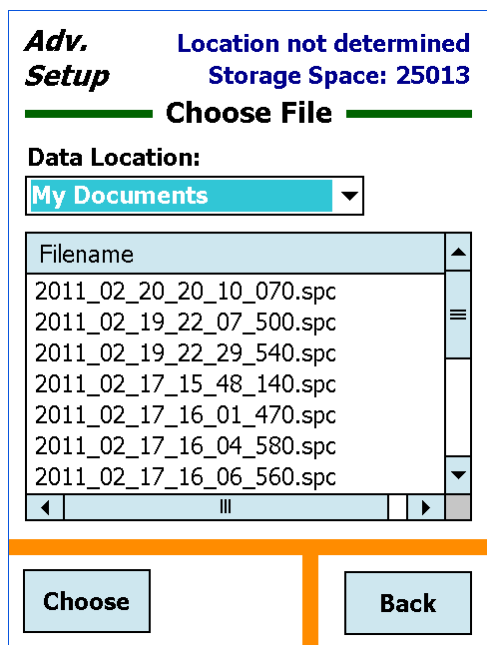 Adv. Location not determined
Setup Storage Space: 25013
Choose File
Data Location:
My Documents
Filename
2011_02_20_20_10_070.spc
2011_02_19_22_07_500.spc
2011_02_19_22_29_540.spc
2011_02_17_15_48_140.spc
2011_02_17_16_01_470.spc
2011_02_17_16_04_580.spc
2011_02_17_16_06_560.spc
Choose Back